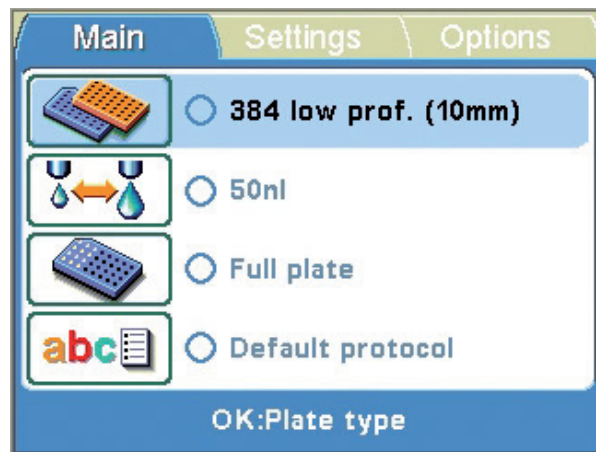 Main Settings Options
384 low prof. (10mm)
50nl
Full plate
abc Default protocol
OK:Plate type